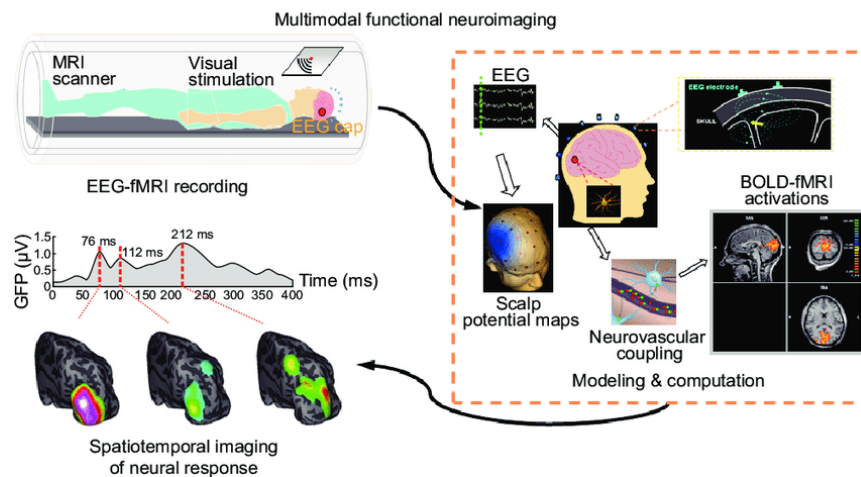 Multimodal functional neuroimaging
MRI
scanner
Visual
stimulation
EEG cap
EEG-fMRI recording
EEG
EEG electrode
SKULL
BOLD-fMRI
activations
Scalp
potential maps
Neurovascular
coupling
Modeling & computation
GFP (µV)
1.5
1.0
0.5
0.0
76 ms
112 ms
212 ms
Time (ms)
0 50 100 150 200 250 300 350 400
Spatiotemporal imaging
of neural response